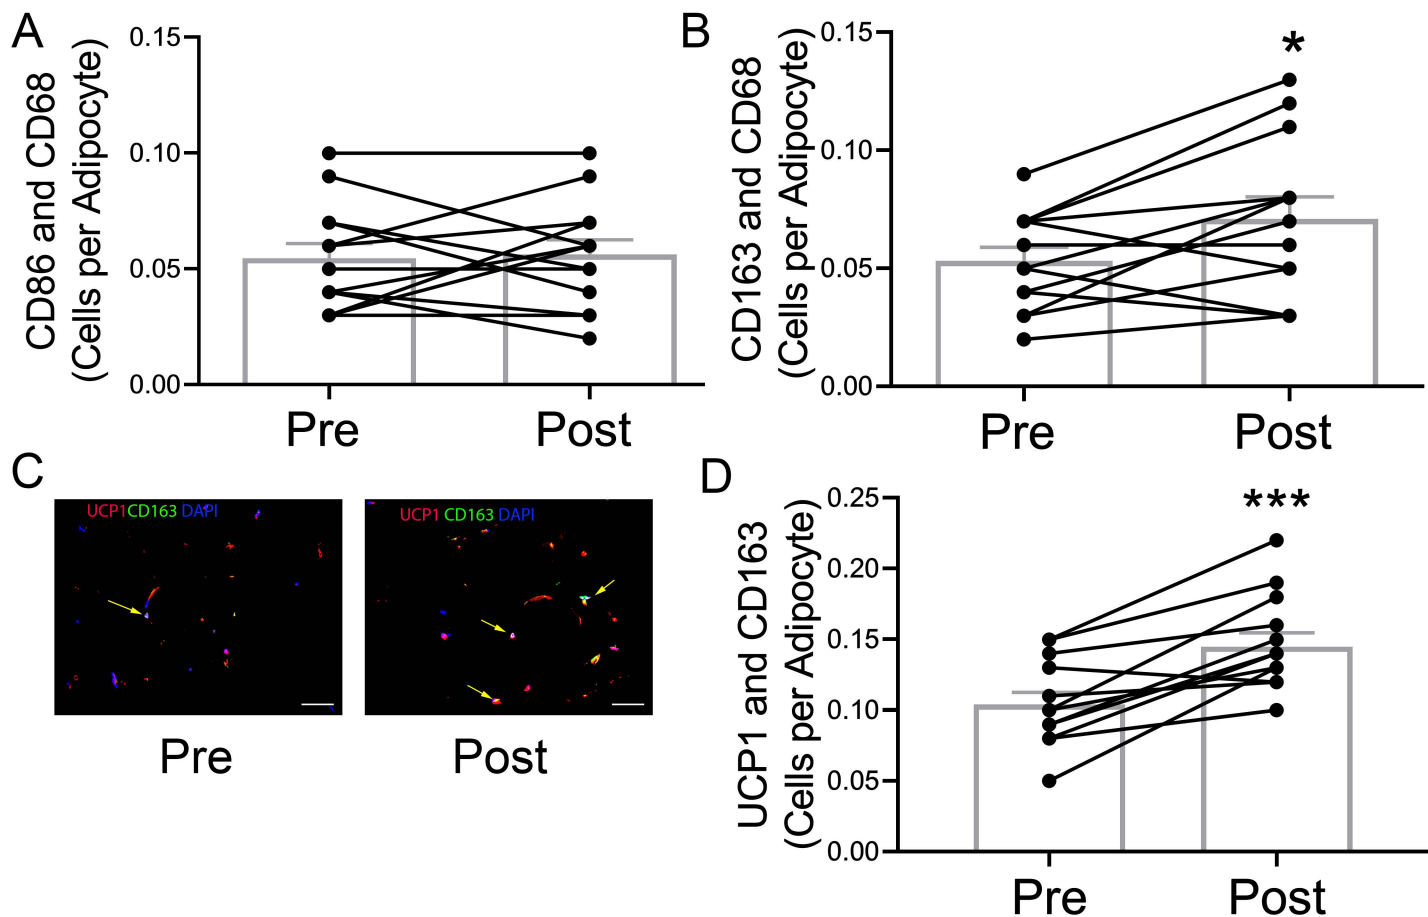 A
CD86 and CD68
(Cells per Adipocyte)
0.15
0.10
0.05
0.00
Pre Post
B
CD163 and CD68
(Cells per Adipocyte)
0.15
0.10
0.05
0.00
*
Pre Post
C
UCP1CD163 DAPI
UCP1 CD163 DAPI
Pre Post
D
UCP1 and CD163
(Cells per Adipocyte)
0.25
0.20
0.15
0.10
0.05
0.00
***
Pre Post